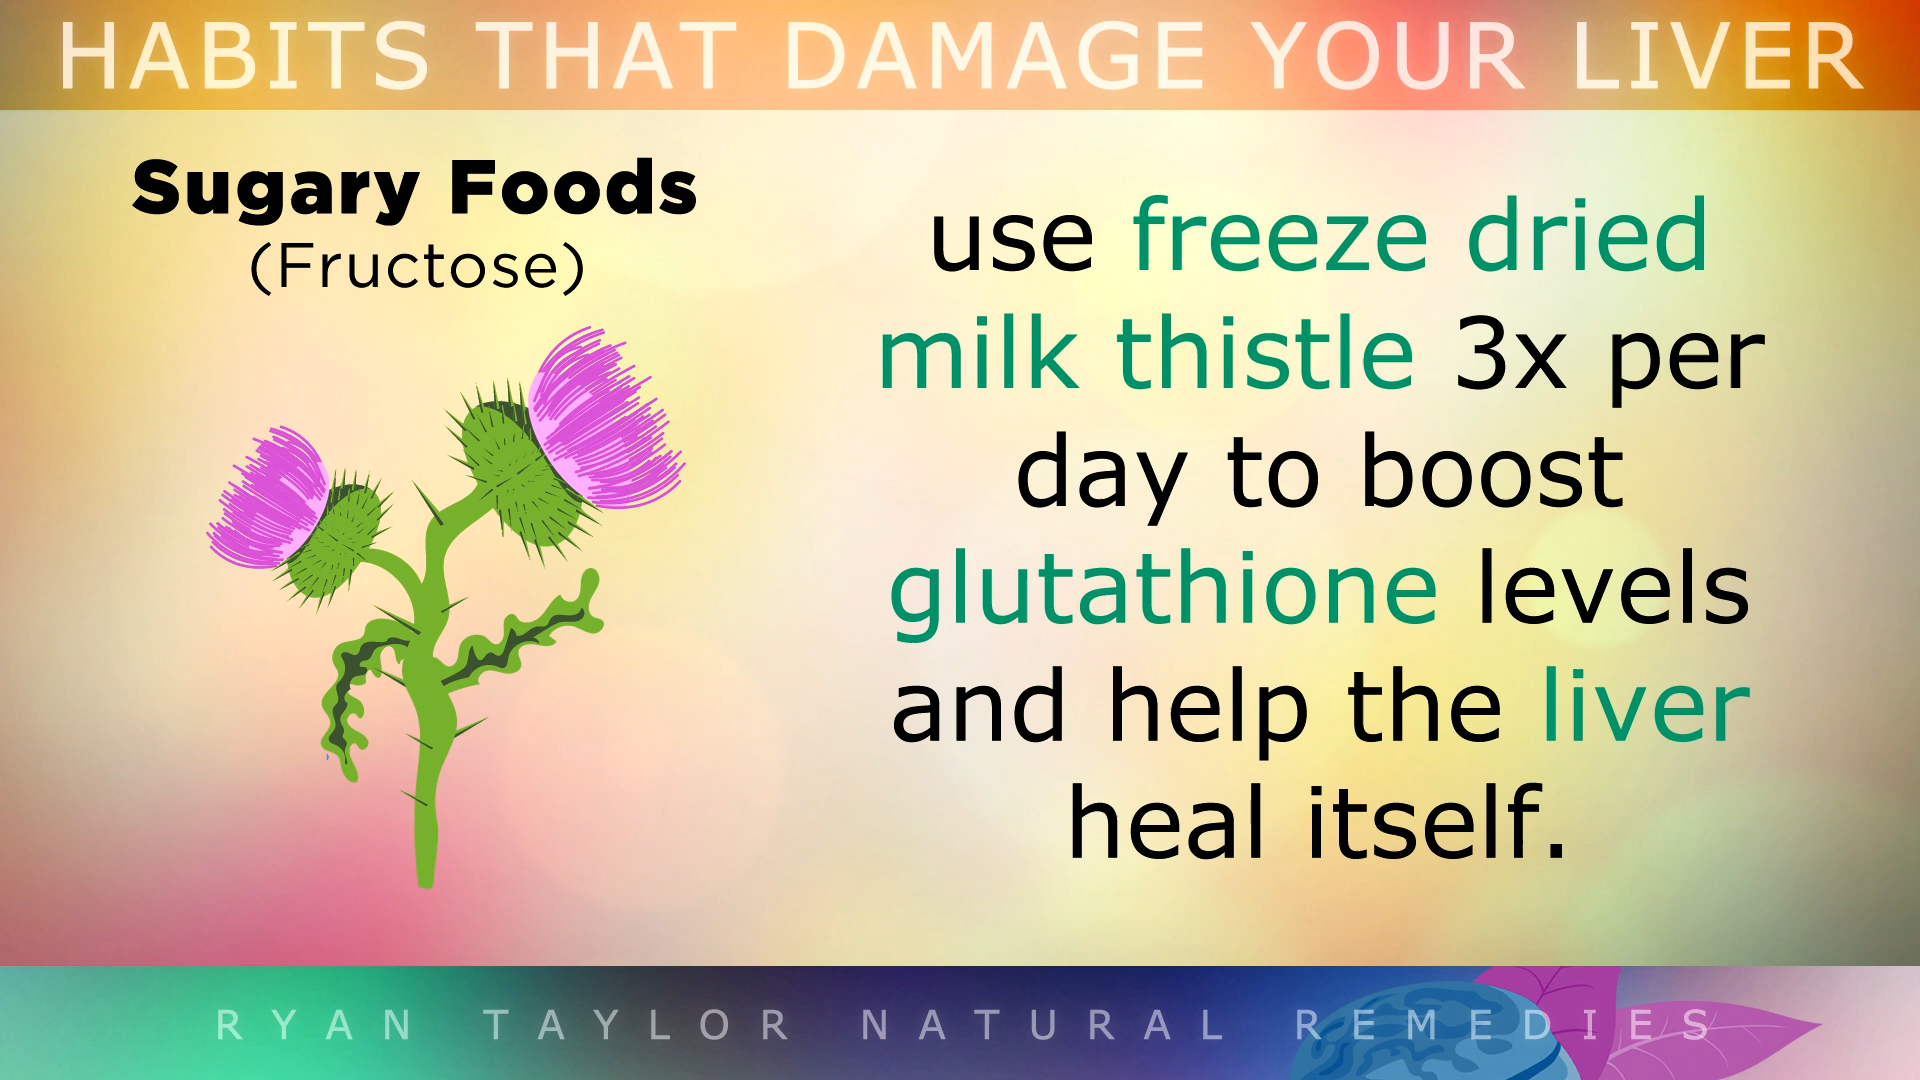 HABITS THAT DAMAGE YOUR LIVER
Sugary Foods
(Fructose)
use freeze dried
milk thistle 3x per
day to boost
glutathione levels
and help the liver
heal itself.
RYAN TAYLOR NATURAL REMEDIES